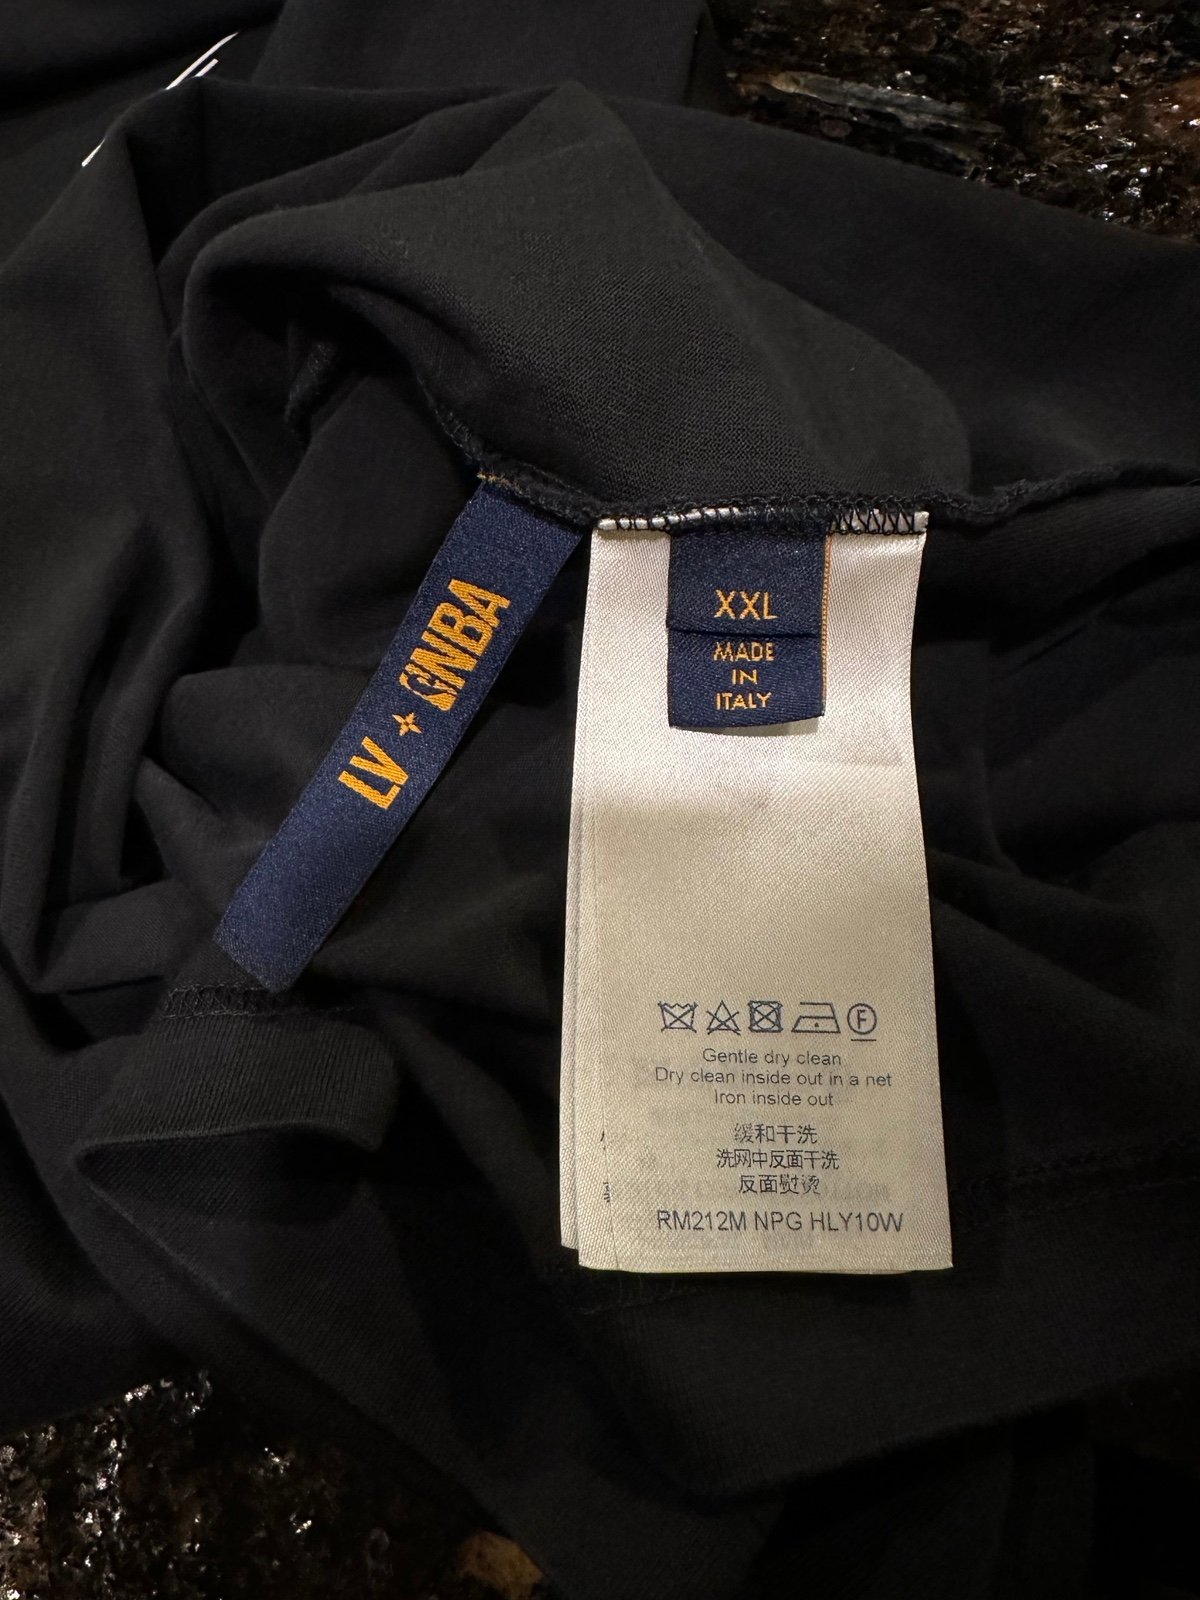 LV NBA
XXL
MADE
IN
ITALY
F
Gentle dry clean
Dry clean inside out in a net
Iron inside out
缓和干洗
洗网中反面干洗
反面熨烫
RM212M NPG HLY10W